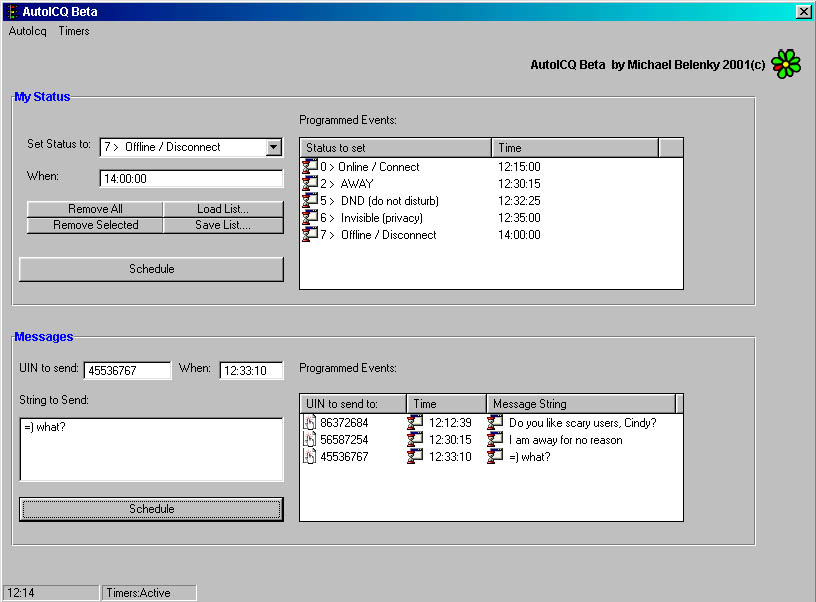 AutoICQ Beta
AutoIcq Timers
AutoICQ Beta by Michael Belenky 2001(c)
My Status
Set Status to: 7 > Offline / Disconnect
When: 14:00:00
Remove All Load List...
Remove Selected Save List....
Schedule
Programmed Events:
Status to set Time
0 > Online / Connect 12:15:00
2 > AWAY 12:30:15
5 > DND (do not disturb) 12:32:25
6 > Invisible (privacy) 12:35:00
7 > Offline / Disconnect 14:00:00
Messages
UIN to send: 45536767 When: 12:33:10
String to Send:
=) what?
Schedule
Programmed Events:
UIN to send to: Time Message String
86372684 12:12:39 Do you like scary users, Cindy?
56587254 12:30:15 I am away for no reason
45536767 12:33:10 =) what?
12:14 Timers:Active